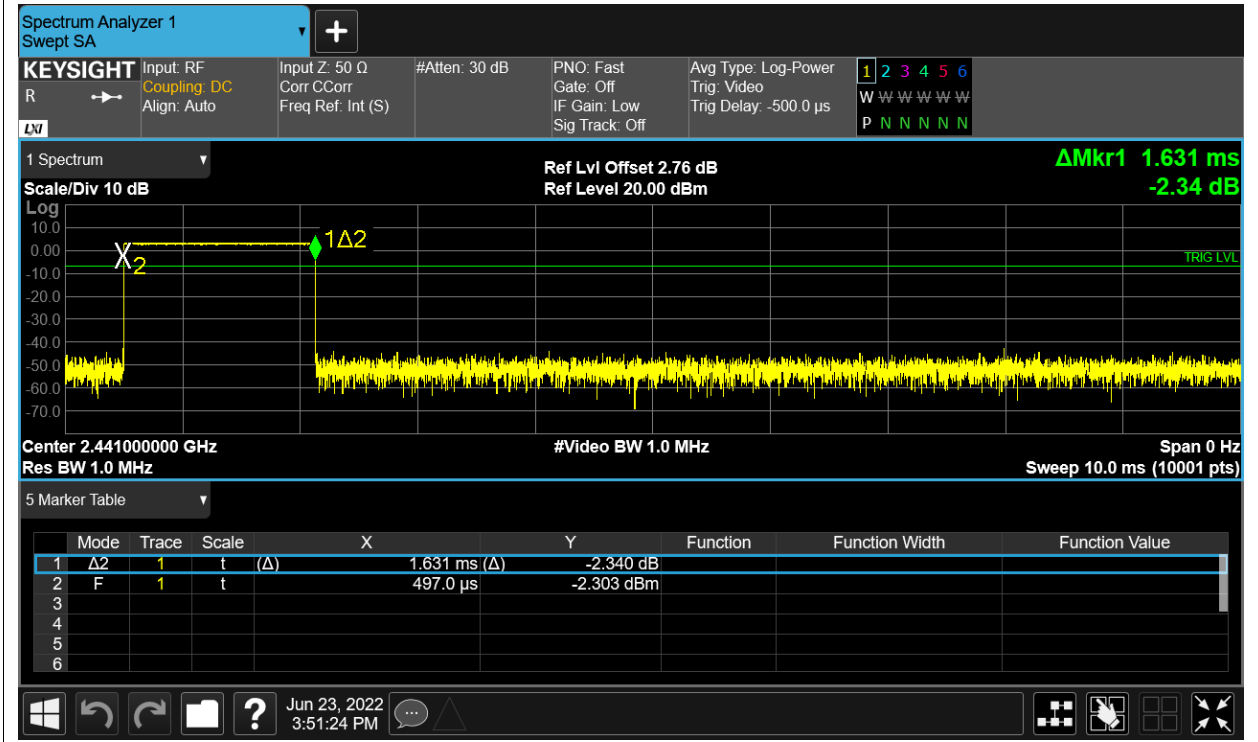 Spectrum Analyzer 1
Swept SA
+
KEYSIGHT Input: RF Input Z: 50 Ω #Atten: 30 dB PNO: Fast Avg Type: Log-Power 1 2 3 4 5 6
R Coupling: DC Corr CCorr Gate: Off Trig: Video W W W W W W
Align: Auto Freq Ref: Int (S) IF Gain: Low Trig Delay: -500.0 µs P N N N N N
LXI Sig Track: Off
1 Spectrum Ref Lvl Offset 2.76 dB ΔMkr1 1.631 ms
Scale/Div 10 dB Ref Level 20.00 dBm -2.34 dB
Log
10.0
1Δ2
0.00
X2
TRIG LVL
-10.0
-20.0
-30.0
-40.0
-50.0
-60.0
-70.0
Center 2.441000000 GHz #Video BW 1.0 MHz Span 0 Hz
Res BW 1.0 MHz Sweep 10.0 ms (10001 pts)
5 Marker Table
Mode Trace Scale X Y Function Function Width Function Value
1 Δ2 1 t (Δ) 1.631 ms (Δ) -2.340 dB
2 F 1 t 497.0 µs -2.303 dBm
3
4
5
6
? Jun 23, 2022
3:51:24 PM